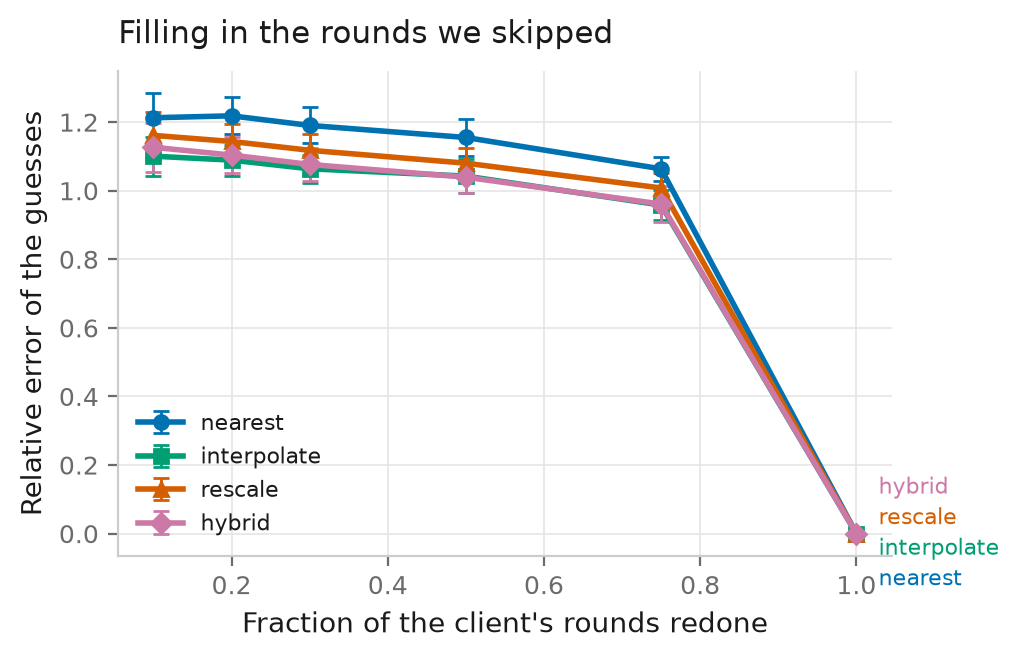 Filling in the rounds we skipped
Relative error of the guesses
1.2
1.0
0.8
0.6
0.4
0.2
0.0
nearest
interpolate
rescale
hybrid
hybrid
rescale
interpolate
nearest
0.2
0.4
0.6
0.8
1.0
Fraction of the client's rounds redone